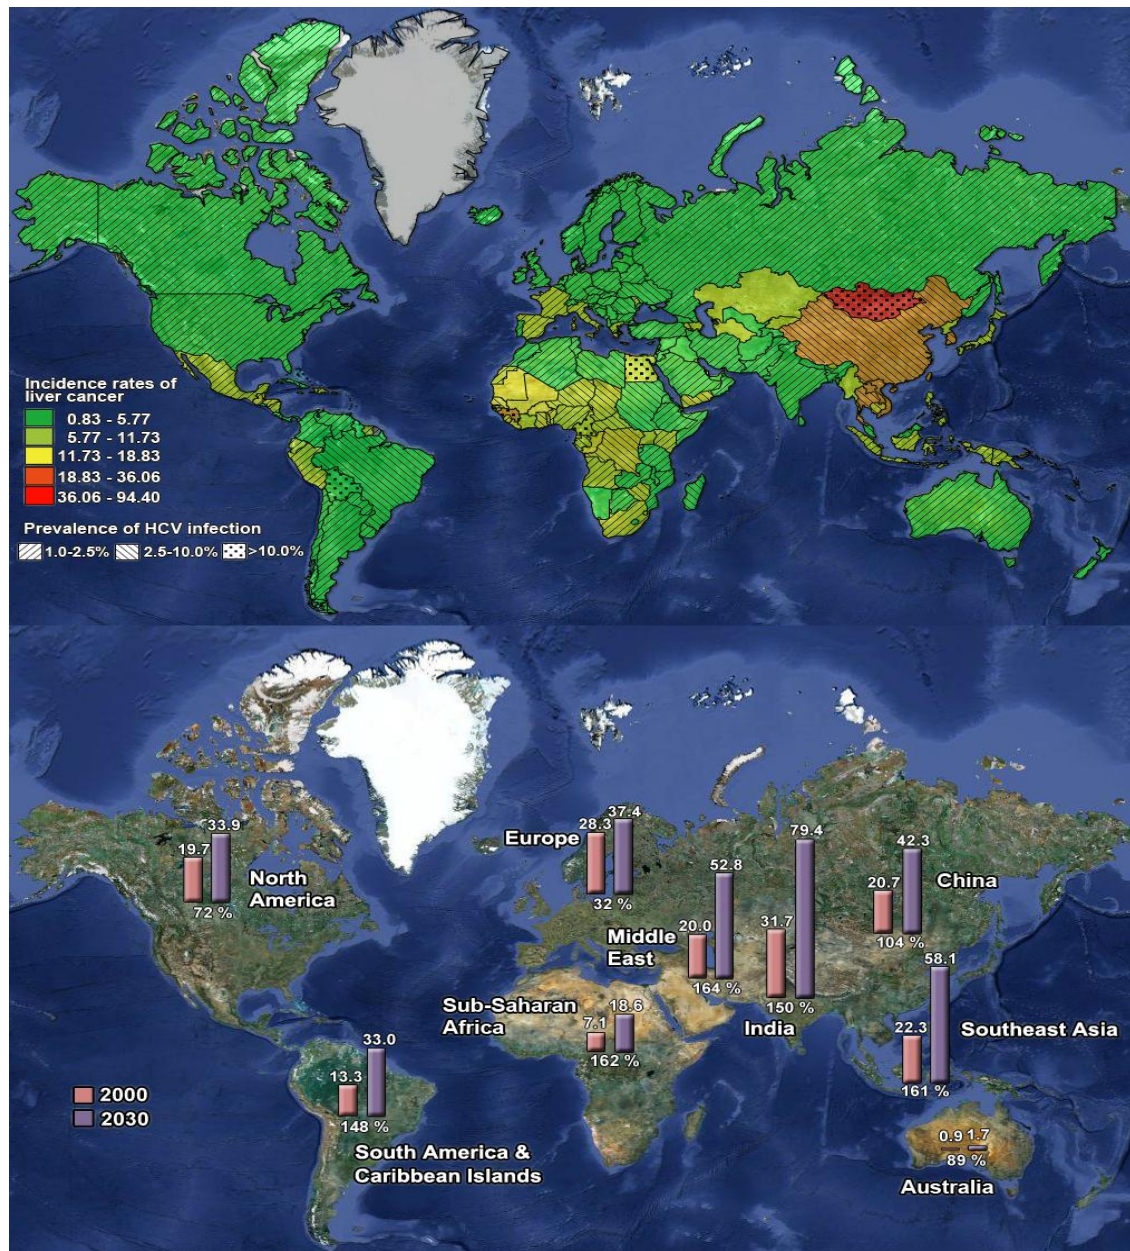 Incidence rates of
liver cancer
0.83 - 5.77
5.77 - 11.73
11.73 - 18.83
18.83 - 36.06
36.06 - 94.40
Prevalence of HCV infection
1.0-2.5%
2.5-10.0%
>10.0%
19.7
33.9
72 %
North
America
Europe
28.3
37.4
32 %
Middle
East
20.0
52.8
164 %
31.7
79.4
150 %
India
20.7
42.3
104 %
China
Sub-Saharan
Africa
7.1
18.6
162 %
22.3
58.1
161 %
Southeast Asia
13.3
33.0
148 %
South America &
Caribbean Islands
0.9
1.7
89 %
Australia
2000
2030